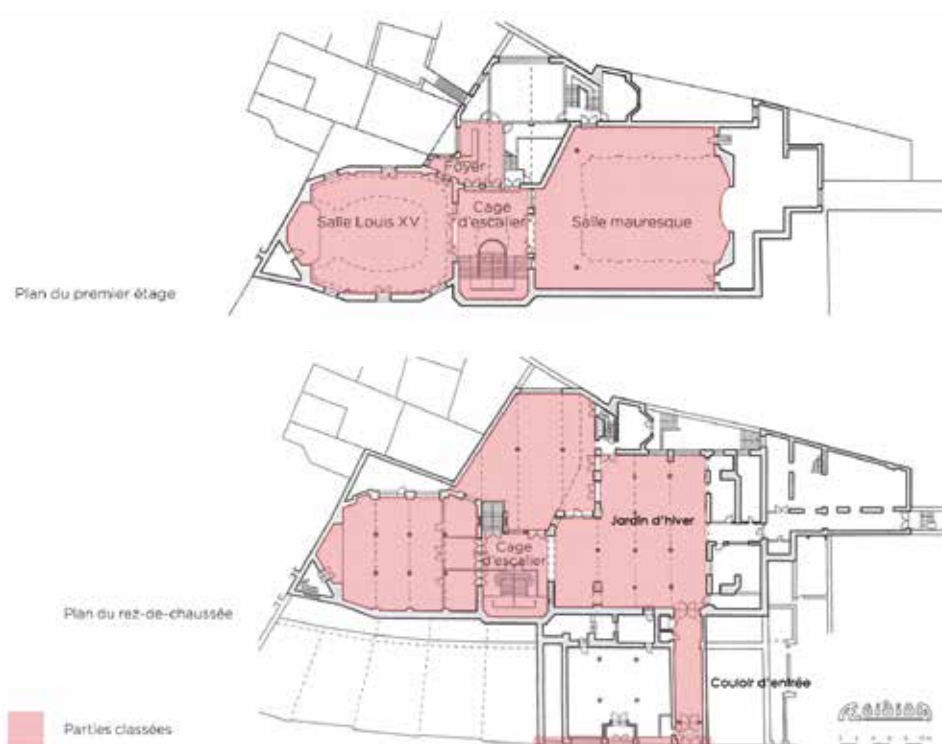 Foyer
Salle Louis XV
Cage
d'escalier
Salle mauresque
Plan du premier étage
Jardin d'hiver
Cage
d'escalier
Plan du rez-de-chaussée
Couloir d'entrée
Parties classées